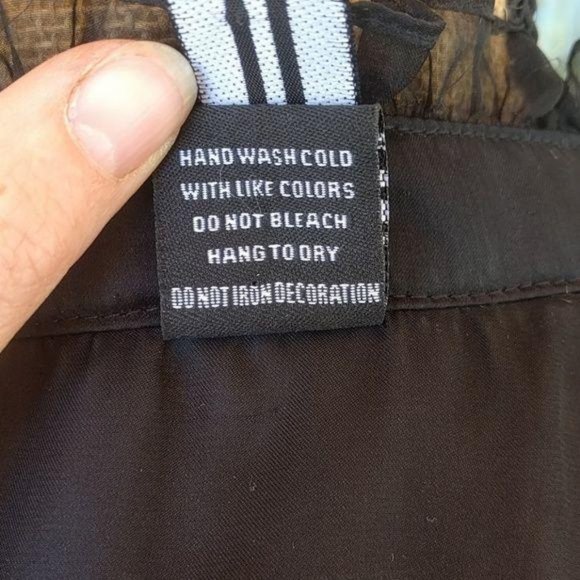 HAND WASH COLD
WITH LIKE COLORS
DO NOT BLEACH
HANG TO DRY
DO NOT IRON DECORATION